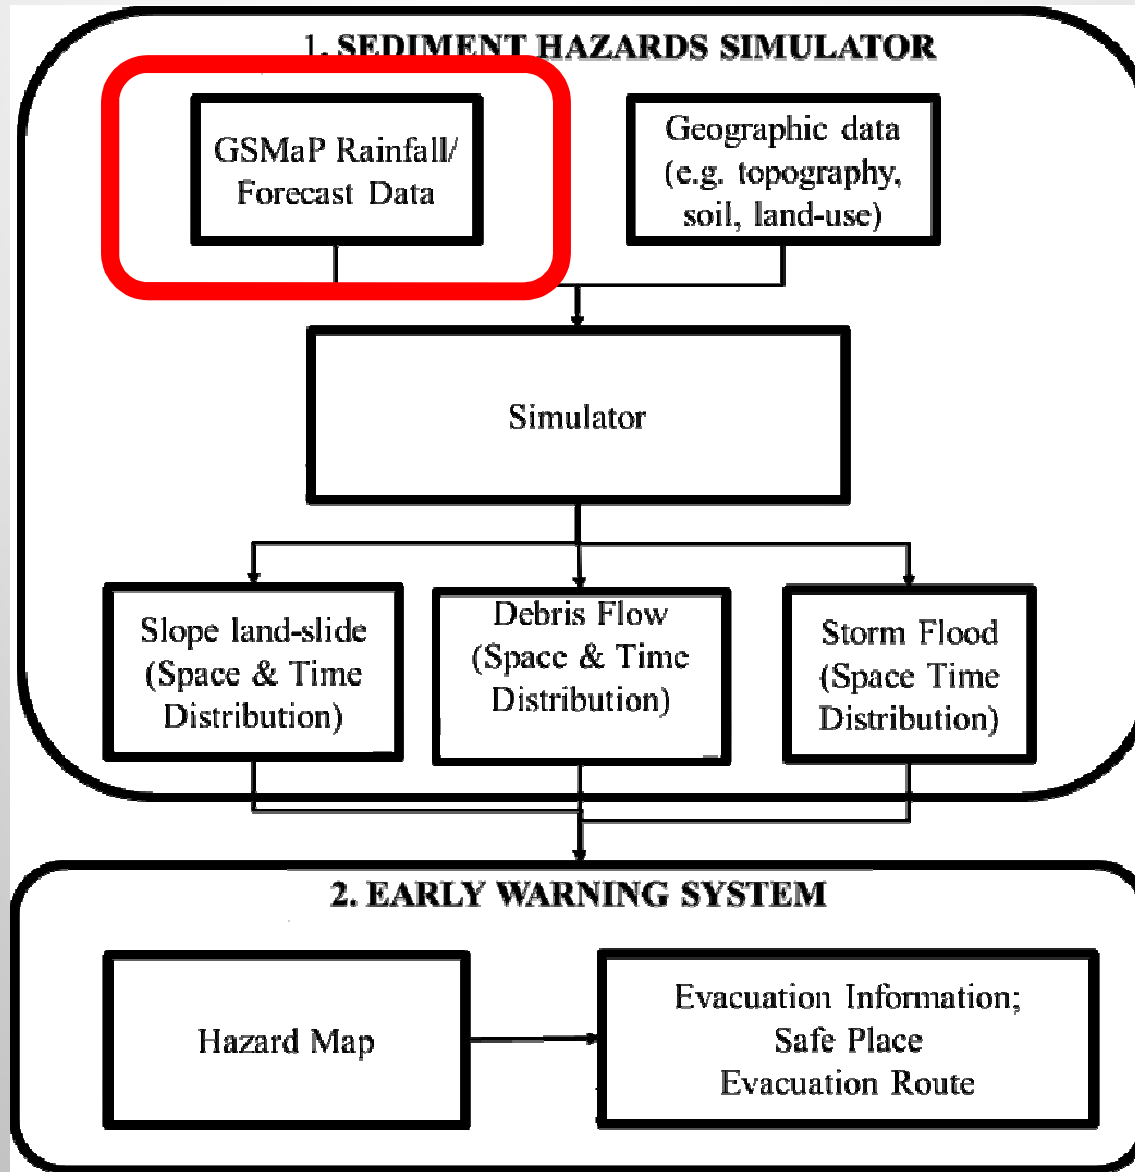 1. SEDIMENT HAZARDS SIMULATOR
GSMaP Rainfall/
Forecast Data
Geographic data
(e.g. topography,
soil, land-use)
Simulator
Slope land-slide
(Space & Time
Distribution)
Debris Flow
(Space & Time
Distribution)
Storm Flood
(Space Time
Distribution)
2. EARLY WARNING SYSTEM
Hazard Map
Evacuation Information;
Safe Place
Evacuation Route